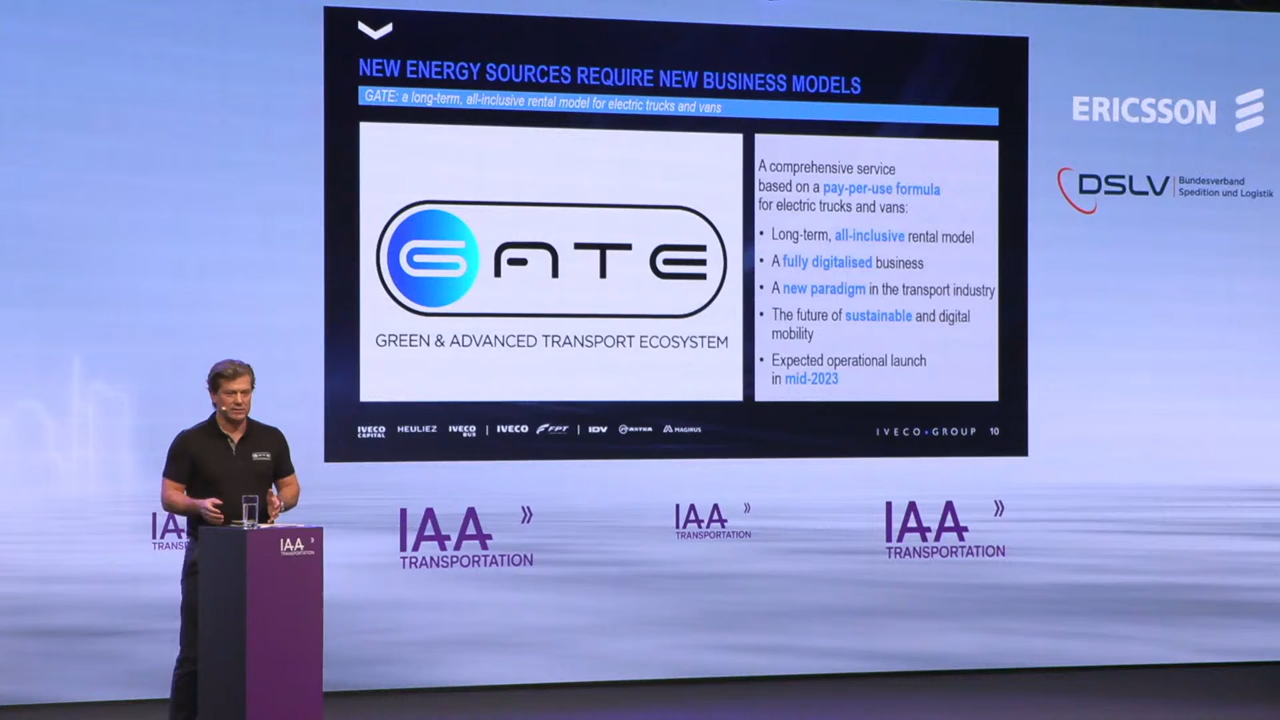 NEW ENERGY SOURCES REQUIRE NEW BUSINESS MODELS
GATE: a long-term, all-inclusive rental model for electric trucks and vans
GATE
GREEN & ADVANCED TRANSPORT ECOSYSTEM
A comprehensive service
based on a pay-per-use formula
for electric trucks and vans:
• Long-term, all-inclusive rental model
• A fully digitalised business
• A new paradigm in the transport industry
• The future of sustainable and digital
mobility
• Expected operational launch
in mid-2023
IVECO CAPITAL HEULIEZ IVECO BUS | IVECO FPT | IDV ASTRA MAGIRUS
IVECO • GROUP 10
ERICSSON
DSLV
Bundesverband
Spedition und Logistik
GATE
IAA
TRANSPORTATION
IAA
TRANSPORTATION
IAA
TRANSPORTATION
IAA
TRANSPORTATION
IAA
TRANSP